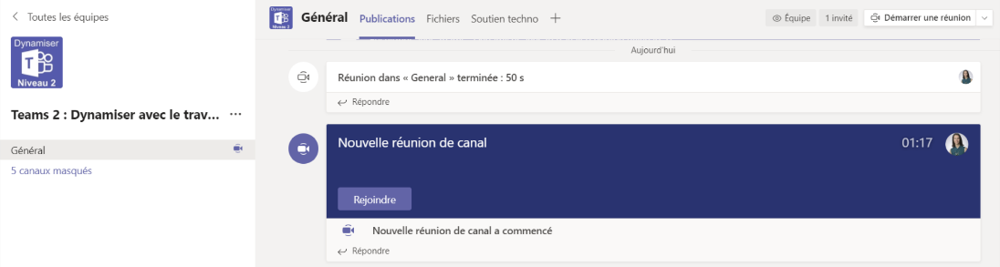 Toutes les équipes
Dynamiser
T
Niveau 2
Teams 2 : Dynamiser avec le trav... ...
Général
5 canaux masqués
Dynamiser
Niveau 2
Général Publications Fichiers Soutien techno +
Équipe 1 invité Démarrer une réunion
Aujourd'hui
Réunion dans « General » terminée : 50 s
Répondre
Nouvelle réunion de canal 01:17
Rejoindre
Nouvelle réunion de canal a commencé
Répondre